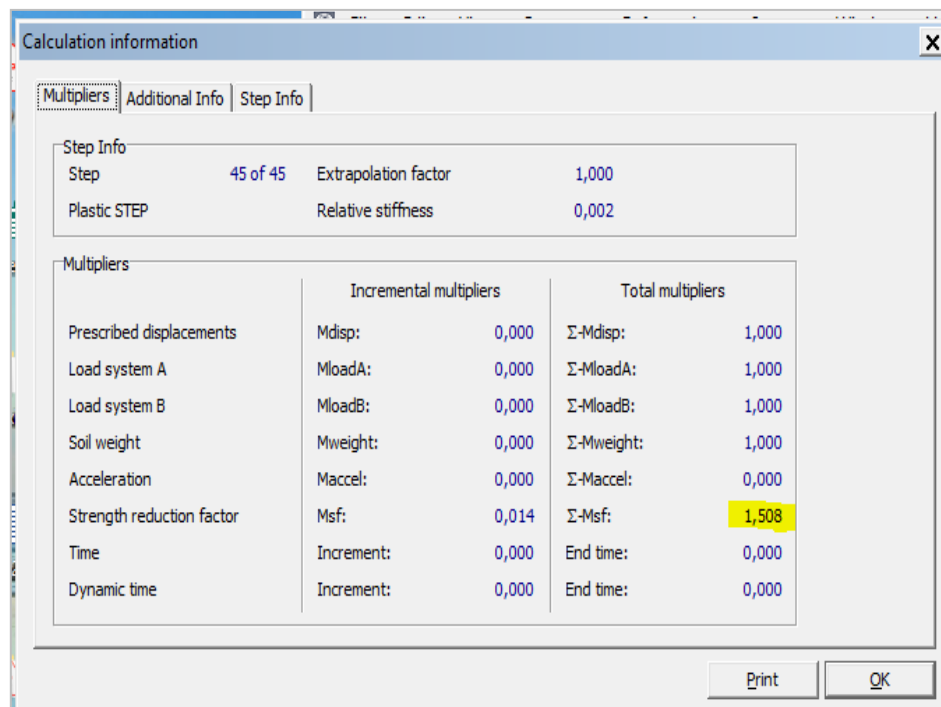 Calculation information
Multipliers Additional Info Step Info
Step Info
Step 45 of 45 Extrapolation factor 1,000
Plastic STEP Relative stiffness 0,002
Multipliers
Incremental multipliers Total multipliers
Prescribed displacements Mdisp: 0,000 Σ-Mdisp: 1,000
Load system A MloadA: 0,000 Σ-MloadA: 1,000
Load system B MloadB: 0,000 Σ-MloadB: 1,000
Soil weight Mweight: 0,000 Σ-Mweight: 1,000
Acceleration Maccel: 0,000 Σ-Maccel: 0,000
Strength reduction factor Msf: 0,014 Σ-Msf: 1,508
Time Increment: 0,000 End time: 0,000
Dynamic time Increment: 0,000 End time: 0,000
Print OK